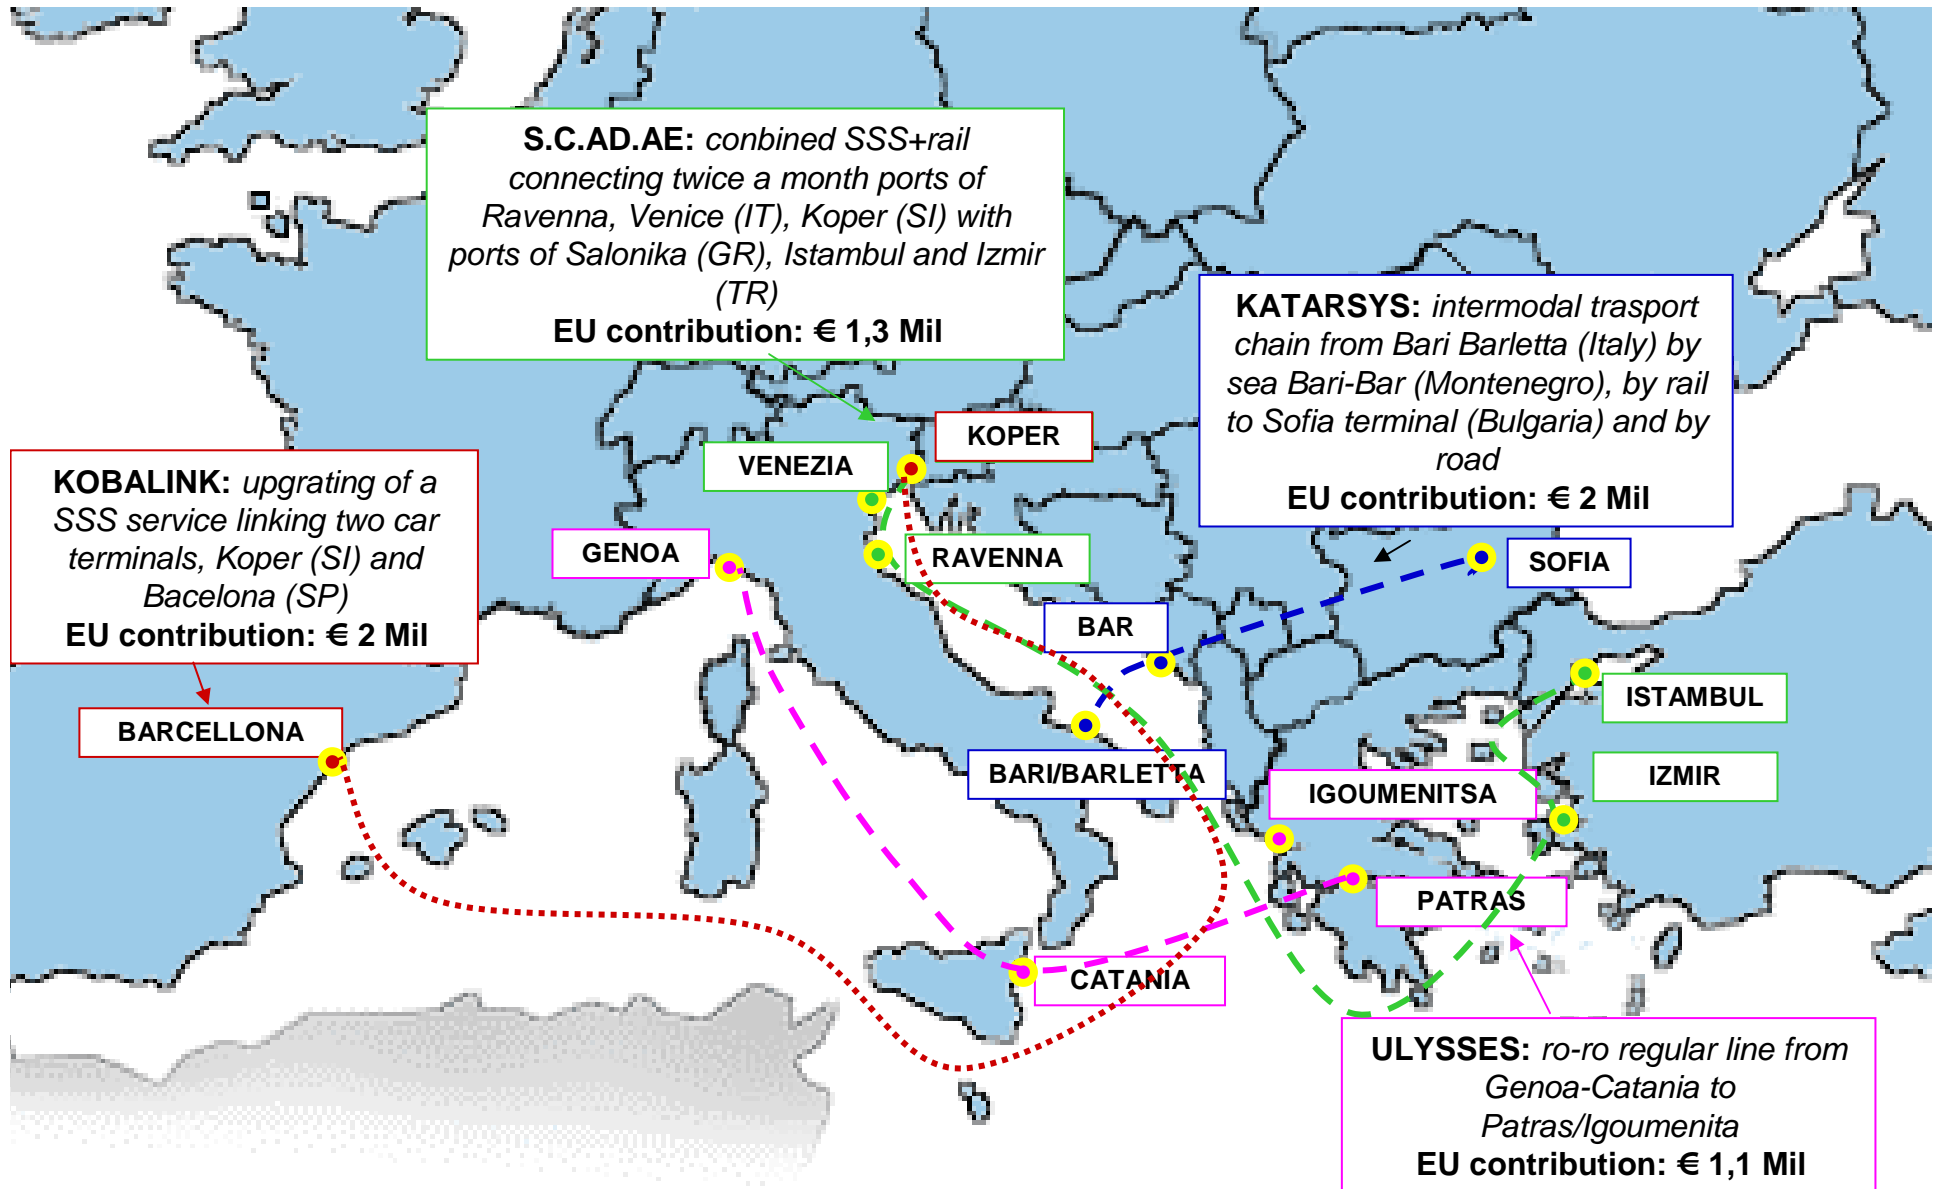 S.C.AD.AE: conbined SSS+rail
connecting twice a month ports of
Ravenna, Venice (IT), Koper (SI) with
ports of Salonika (GR), Istambul and Izmir
(TR)
EU contribution: € 1,3 Mil
KATARSYS: intermodal trasport
chain from Bari Barletta (Italy) by
sea Bari-Bar (Montenegro), by rail
to Sofia terminal (Bulgaria) and by
road
EU contribution: € 2 Mil
KOPER
VENEZIA
KOBALINK: upgrating of a
SSS service linking two car
terminals, Koper (SI) and
Bacelona (SP)
EU contribution: € 2 Mil
GENOA
RAVENNA
SOFIA
BAR
ISTAMBUL
BARCELLONA
BARI/BARLETTA
IZMIR
IGOUMENITSA
PATRAS
CATANIA
ULYSSES: ro-ro regular line from
Genoa-Catania to
Patras/Igoumenita
EU contribution: € 1,1 Mil